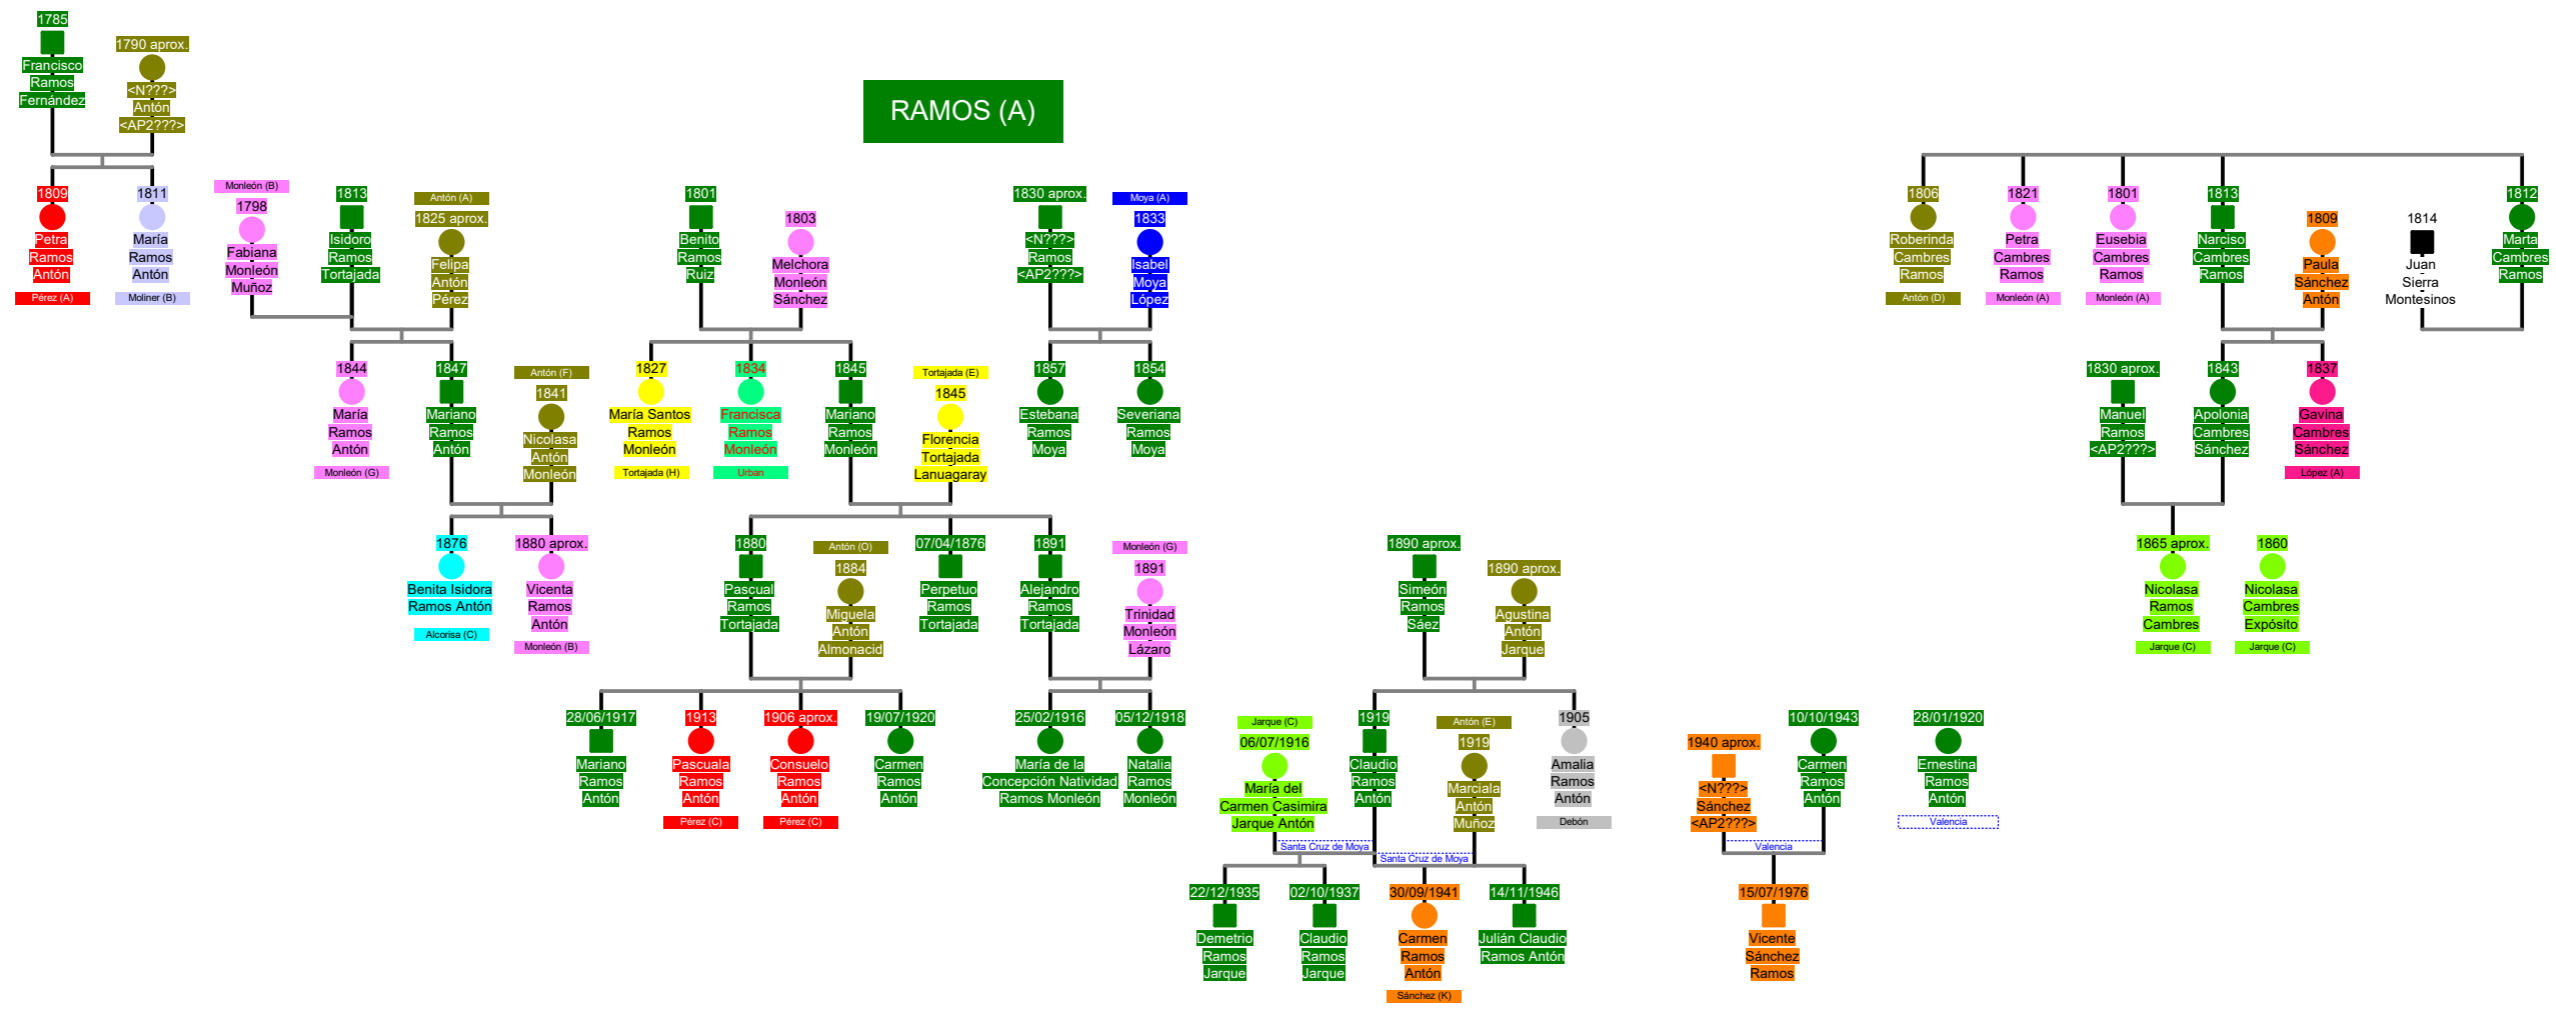 RAMOS (A)
1785
Francisco
Ramos
Fernández
1790 aprox.
<N???>
Antón
<AP2???>
1809
Petra
Ramos
Antón
Pérez (A)
1811
María
Ramos
Antón
Moliner (B)
Monleón (B)
1798
Fabiana
Monleón
Muñoz
1813
Isidoro
Ramos
Tortajada
Antón (A)
1825 aprox.
Felipa
Antón
Pérez
1801
Benito
Ramos
Ruiz
1803
Melchora
Monleón
Sánchez
1830 aprox.
<N???>
Ramos
<AP2???>
Moya (A)
1833
Isabel
Moya
López
1806
Roberinda
Cambres
Ramos
Antón (D)
1821
Petra
Cambres
Ramos
Monleón (A)
1801
Eusebia
Cambres
Ramos
Monleón (A)
1813
Narciso
Cambres
Ramos
1809
Paula
Sánchez
Antón
1814
Juan
Sierra
Montesinos
1812
Marta
Cambres
Ramos
1844
María
Ramos
Antón
Monleón (G)
1847
Mariano
Ramos
Antón
Antón (F)
1841
Nicolasa
Antón
Monleón
1827
María Santos
Ramos
Monleón
Tortajada (H)
1834
Francisca
Ramos
Monleón
Urban
1845
Mariano
Ramos
Monleón
Tortajada (E)
1845
Florencia
Tortajada
Lanuagaray
1857
Estebana
Ramos
Moya
1854
Severiana
Ramos
Moya
1830 aprox.
Manuel
Ramos
<AP2???>
1843
Apolonia
Cambres
Sánchez
1837
Gavina
Cambres
Sánchez
López (A)
1876
Benita Isidora
Ramos Antón
Alcorisa (C)
1880 aprox.
Vicenta
Ramos
Antón
Monleón (B)
1880
Pascual
Ramos
Tortajada
Antón (O)
1884
Miguela
Antón
Almonacid
07/04/1876
Perpetuo
Ramos
Tortajada
1891
Alejandro
Ramos
Tortajada
Monleón (G)
1891
Trinidad
Monleón
Lázaro
1890 aprox.
Simeón
Ramos
Sáez
1890 aprox.
Agustina
Antón
Jarque
1865 aprox.
Nicolasa
Ramos
Cambres
Jarque (C)
1860
Nicolasa
Cambres
Expósito
Jarque (C)
28/06/1917
Mariano
Ramos
Antón
1913
Pascuala
Ramos
Antón
Pérez (C)
1906 aprox.
Consuelo
Ramos
Antón
Pérez (C)
19/07/1920
Carmen
Ramos
Antón
25/02/1916
María de la
Concepción Natividad
Ramos Monleón
05/12/1918
Natalia
Ramos
Monleón
Jarque (C)
06/07/1916
María del
Carmen Casimira
Jarque Antón
1919
Claudio
Ramos
Antón
Antón (E)
1919
Marciala
Antón
Muñoz
1905
Amalia
Ramos
Antón
Debón
1940 aprox.
<N???>
Sánchez
<AP2???>
10/10/1943
Carmen
Ramos
Antón
28/01/1920
Ernestina
Ramos
Antón
Valencia
Santa Cruz de Moya
Santa Cruz de Moya
Valencia
22/12/1935
Demetrio
Ramos
Jarque
02/10/1937
Claudio
Ramos
Jarque
30/09/1941
Carmen
Ramos
Antón
Sánchez (K)
14/11/1946
Julián Claudio
Ramos Antón
15/07/1976
Vicente
Sánchez
Ramos